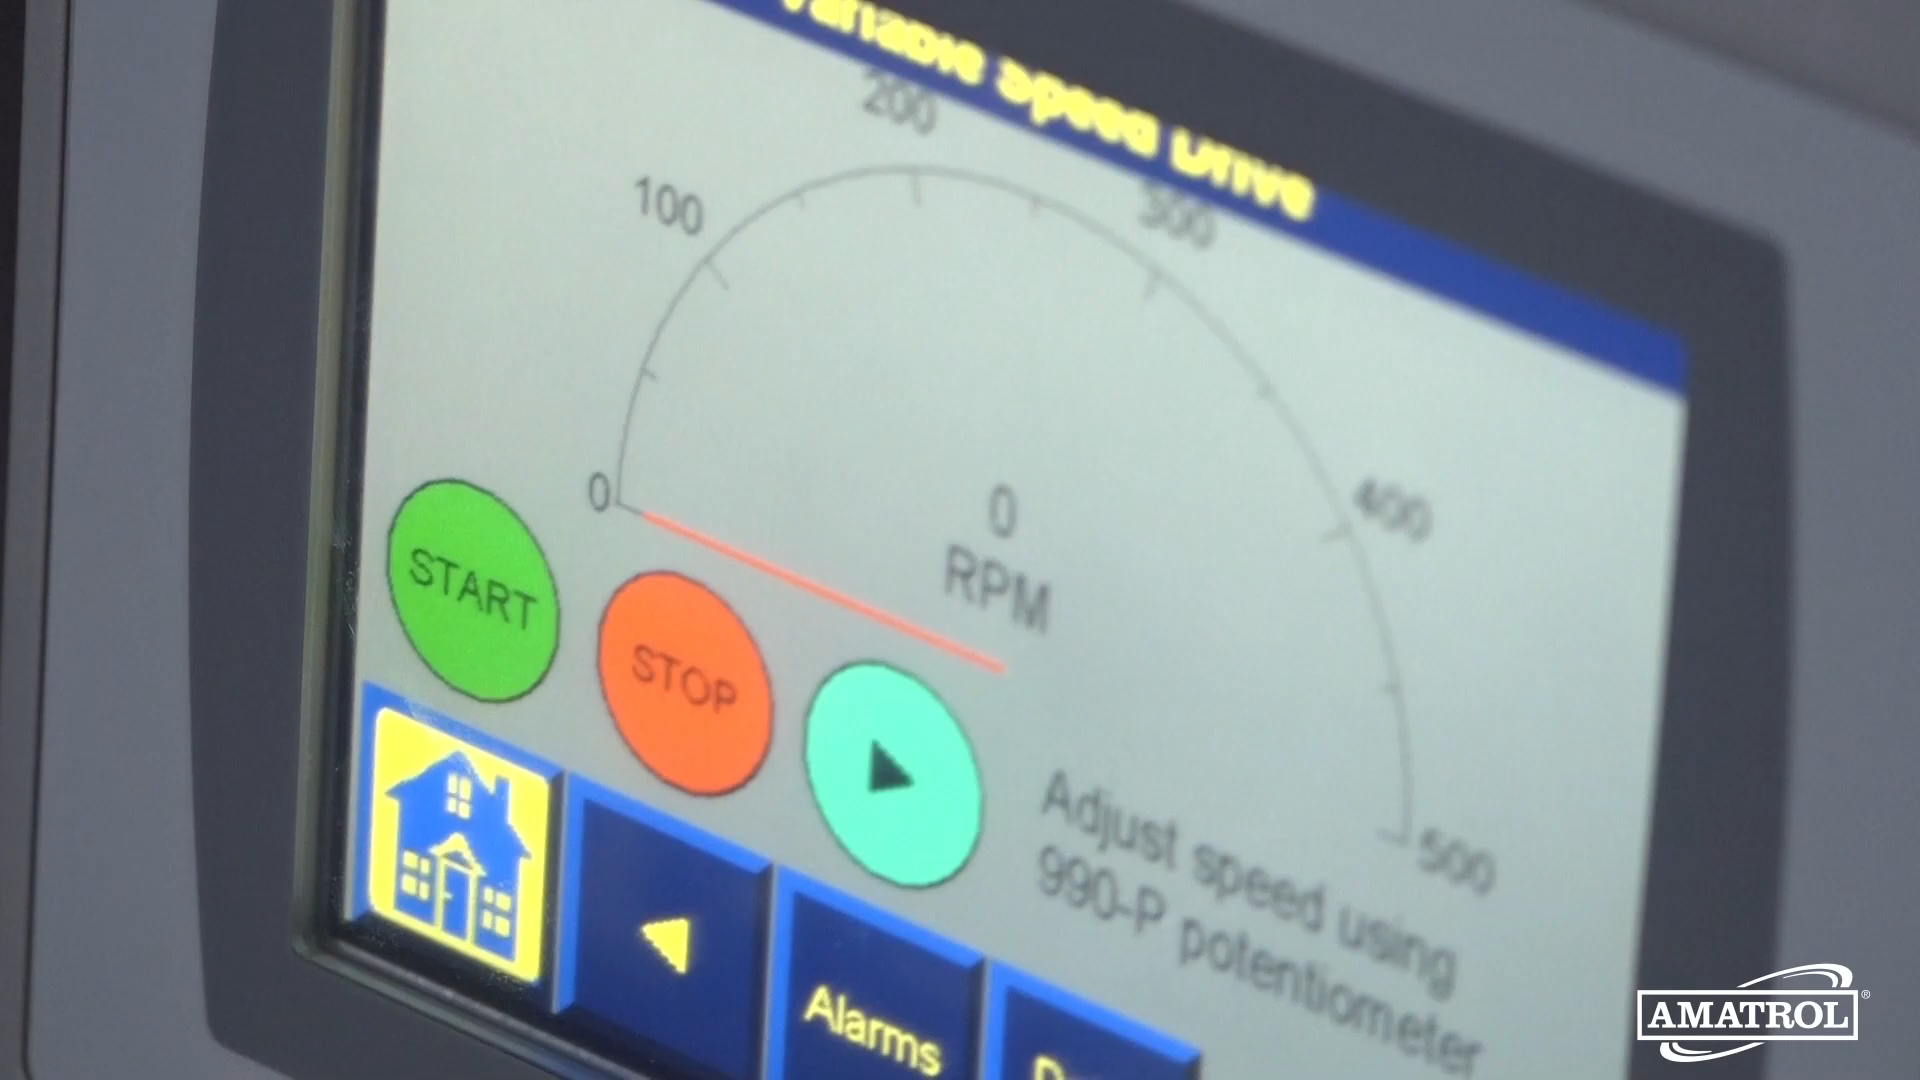 Variable Speed Drive
200
300
100
400
0
0
RPM
500
START
STOP
Adjust speed using
990-P potentiometer
Alarms
AMATROL®